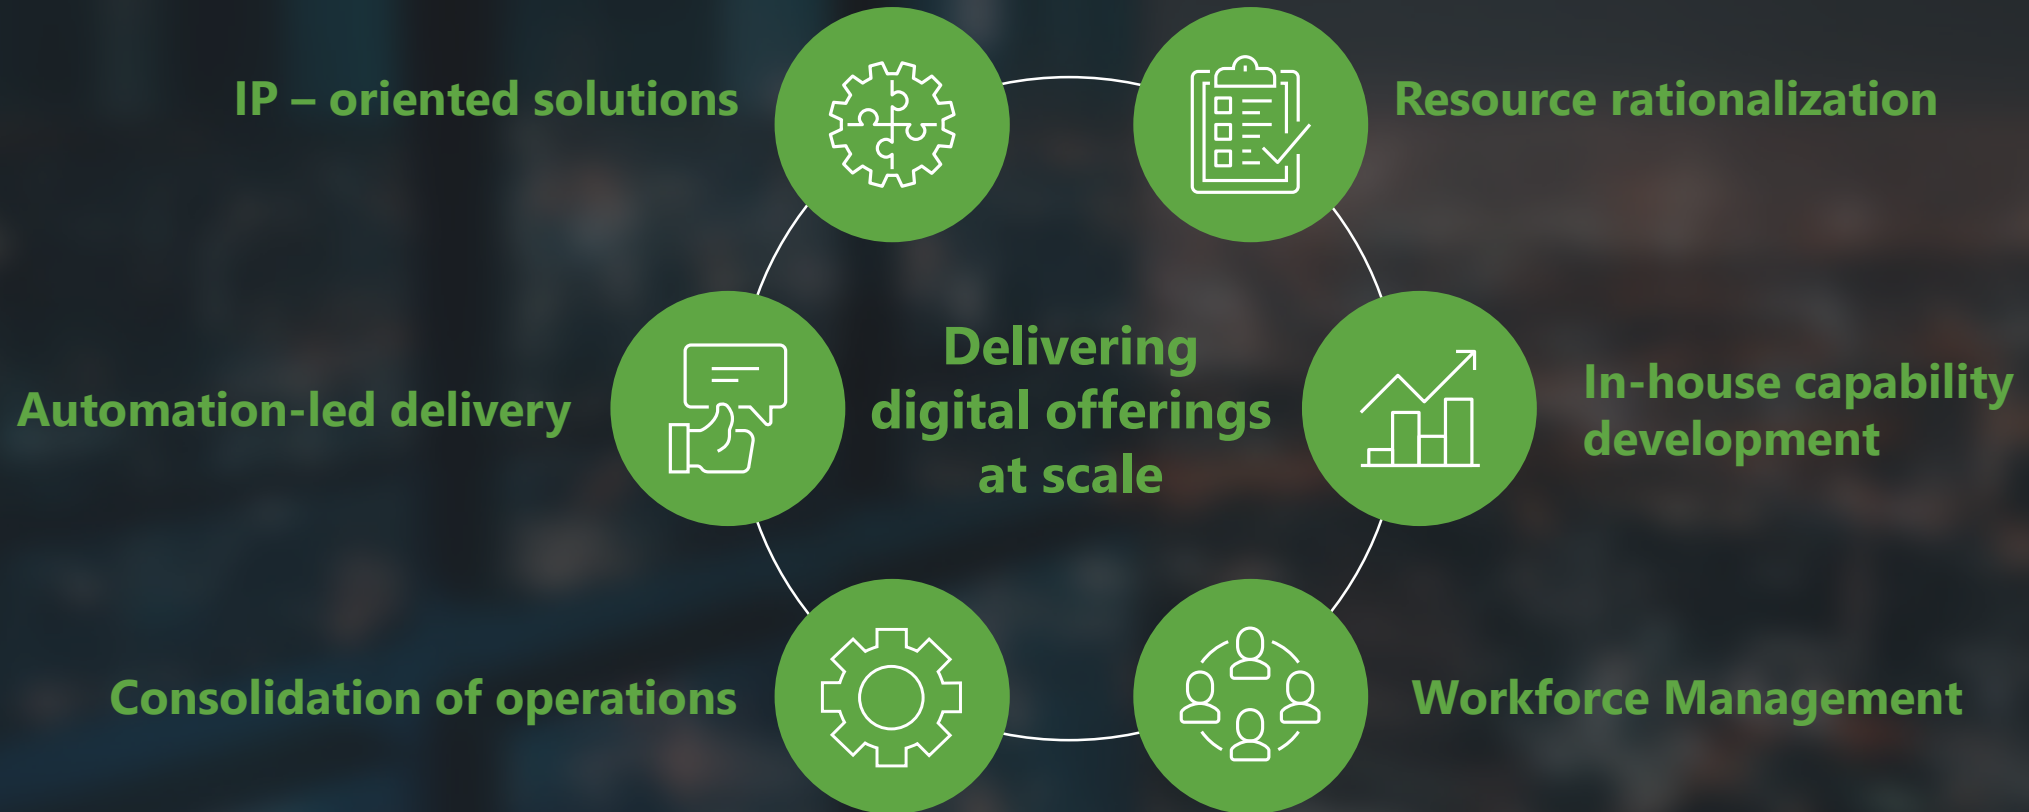 IP – oriented solutions
Resource rationalization
Automation-led delivery
Delivering
digital offerings
at scale
In-house capability
development
Consolidation of operations
Workforce Management